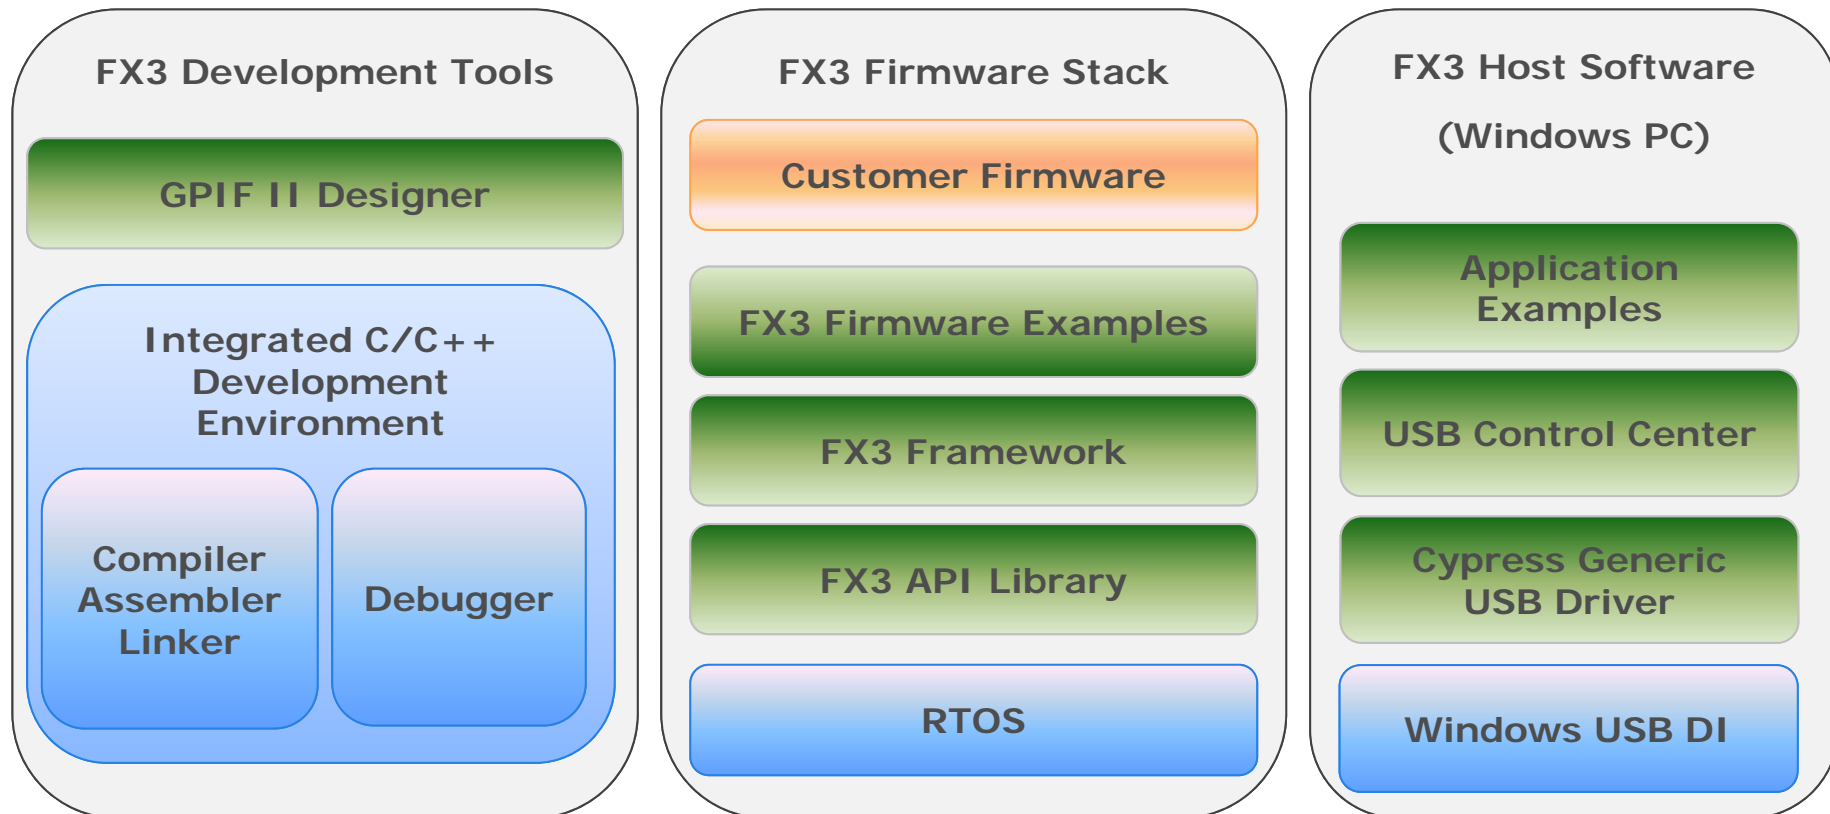 FX3 Development Tools
GPIF II Designer
Integrated C/C++
Development
Environment
Compiler
Assembler
Linker
Debugger
FX3 Firmware Stack
Customer Firmware
FX3 Firmware Examples
FX3 Framework
FX3 API Library
RTOS
FX3 Host Software
(Windows PC)
Application
Examples
USB Control Center
Cypress Generic
USB Driver
Windows USB DI